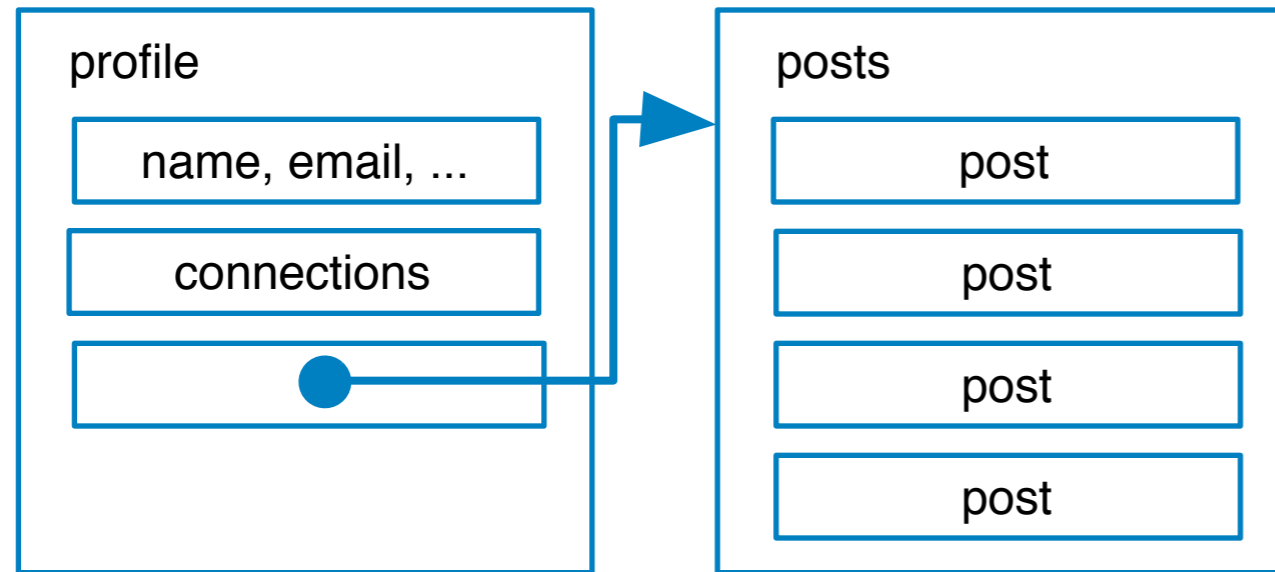 profile
name, email, ...
connections
posts
post
post
post
post